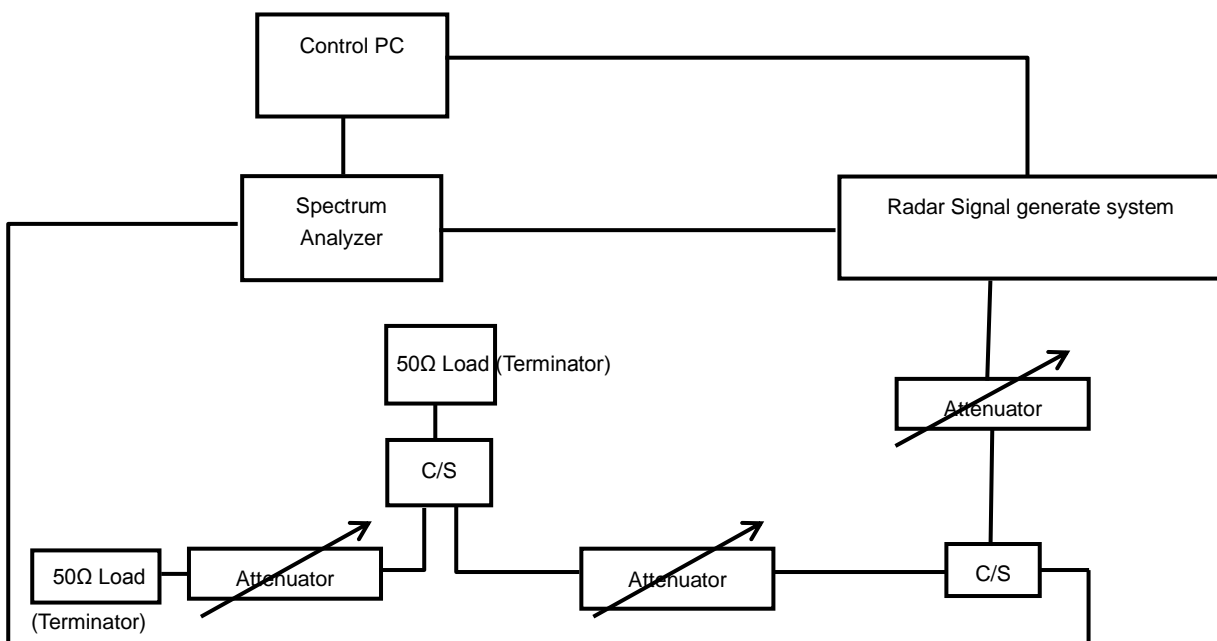 Control PC
Spectrum
Analyzer
Radar Signal generate system
50Ω Load (Terminator)
Attenuator
C/S
50Ω Load
(Terminator)
Attenuator
Attenuator
C/S